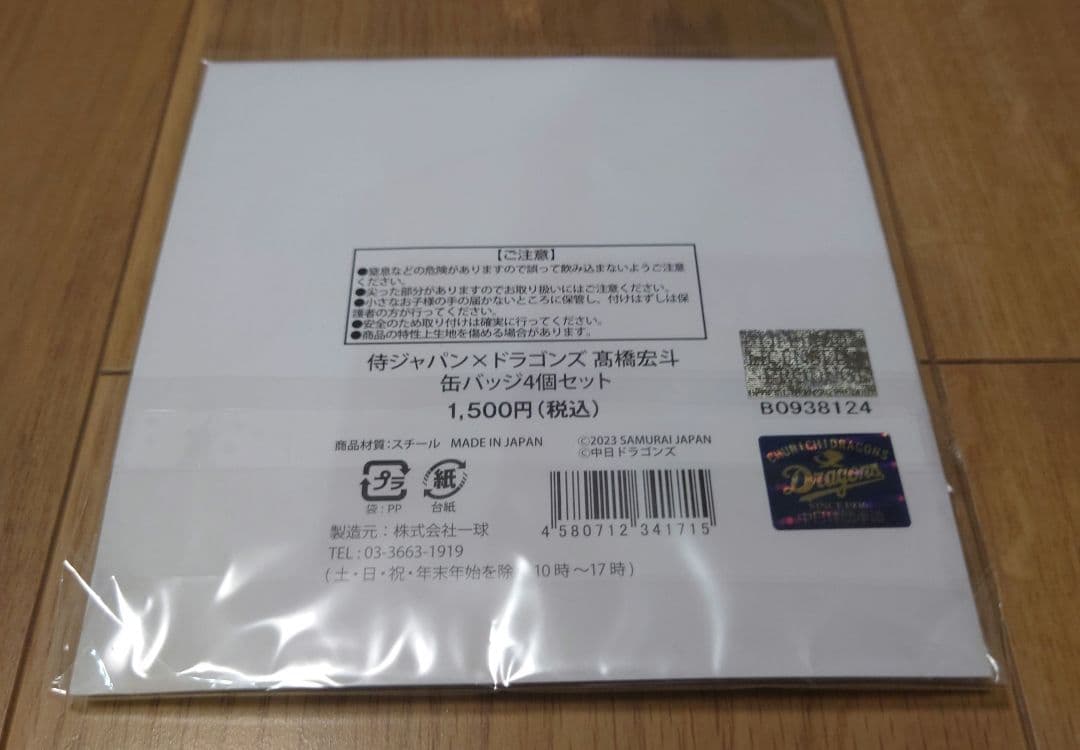 【ご注意】
●窒息などの危険がありますので誤って飲み込まないようご注意
ください。
●尖った部分がありますのでお取り扱いにはご注意ください。
●小さなお子様の手の届かないところに保管し、付けはずしは保
護者の方が行ってください。
●安全のため取り付けは確実に行ってください。
●商品の特性上生地を傷める場合があります。
侍ジャパン×ドラゴンズ 髙橋宏斗
缶バッジ4個セット
1,500円(税込)
商品材質:スチール MADE IN JAPAN
©2023 SAMURAI JAPAN
©中日ドラゴンズ
プラ
袋:PP
紙
台紙
4 580712 341715
製造元:株式会社一球
TEL:03-3663-1919
(土・日・祝・年末年始を除 10時～17時)
B0938124
CHUNICHI DRAGONS
Dragons
SINCE 1936